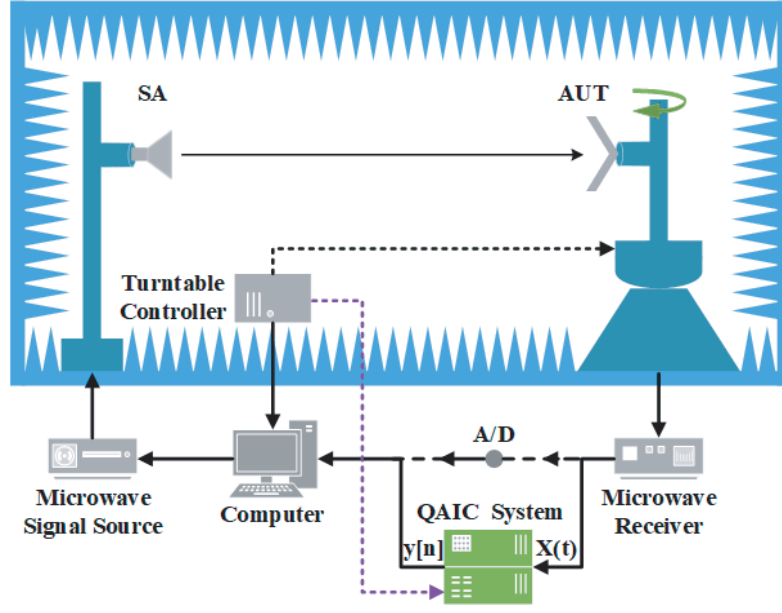 SA
AUT
Turntable
Controller
A/D
Microwave
Signal Source
Computer
QAIC System
Microwave
Receiver
y[n]
X(t)